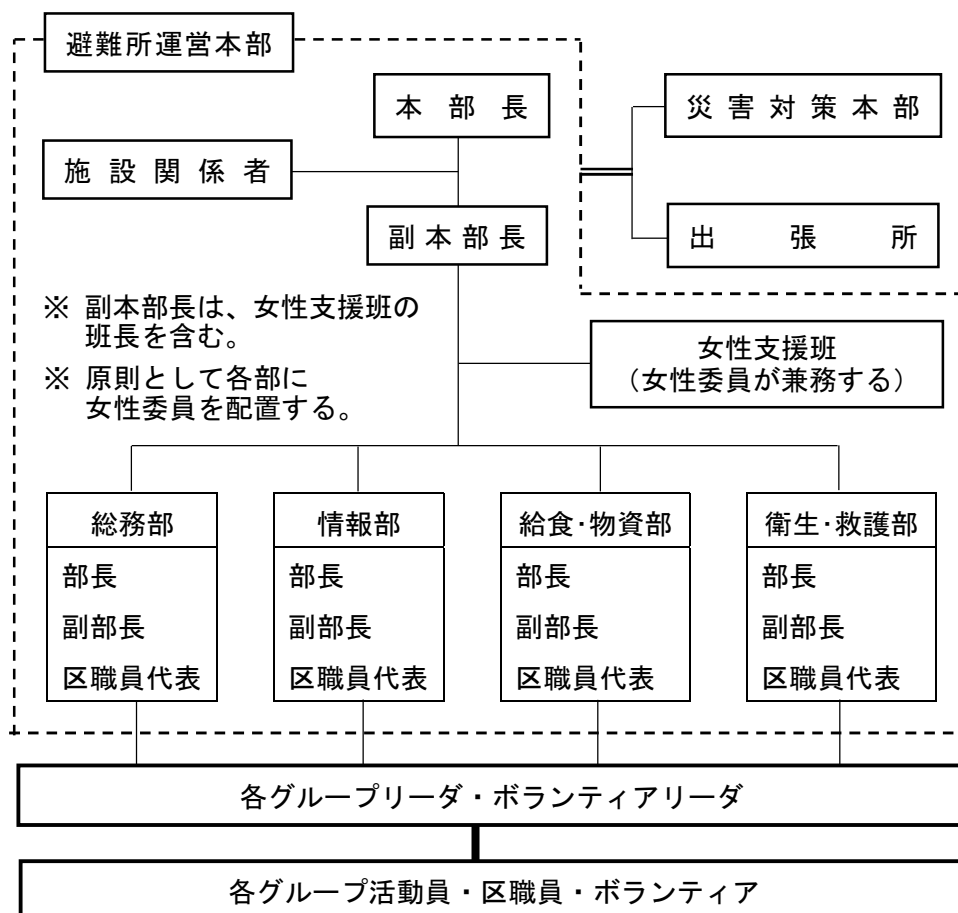 避難所運営本部
本部長
災害対策本部
施設関係者
副本部長
出張所
※ 副本部長は、女性支援班の
班長を含む。
※ 原則として各部に
女性委員を配置する。
女性支援班
（女性委員が兼務する）
総務部
部長
副部長
区職員代表
情報部
部長
副部長
区職員代表
給食・物資部
部長
副部長
区職員代表
衛生・救護部
部長
副部長
区職員代表
各グループリーダ・ボランティアリーダ
各グループ活動員・区職員・ボランティア